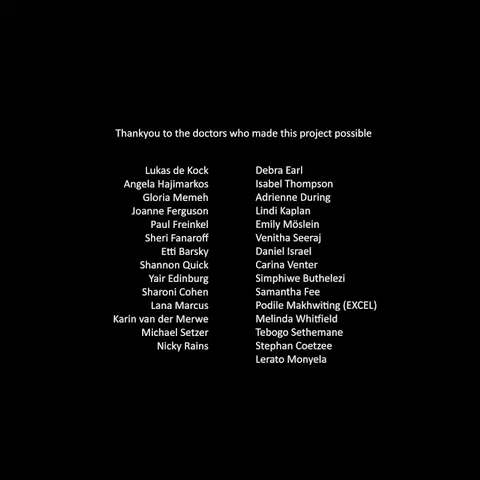 Thankyou to the doctors who made this project possible
Lukas de Kock
Angela Hajimarkos
Gloria Memeh
Joanne Ferguson
Paul Freinkel
Sheri Fanaroff
Etti Barsky
Shannon Quick
Yair Edinburg
Sharoni Cohen
Lana Marcus
Karin van der Merwe
Michael Setzer
Nicky Rains
Debra Earl
Isabel Thompson
Adrienne During
Lindi Kaplan
Emily Möslein
Venitha Seeraj
Daniel Israel
Carina Venter
Simphiwe Buthelezi
Samantha Fee
Podile Makhwiting (EXCEL)
Melinda Whitfield
Tebogo Sethemane
Stephan Coetzee
Lerato Monyela